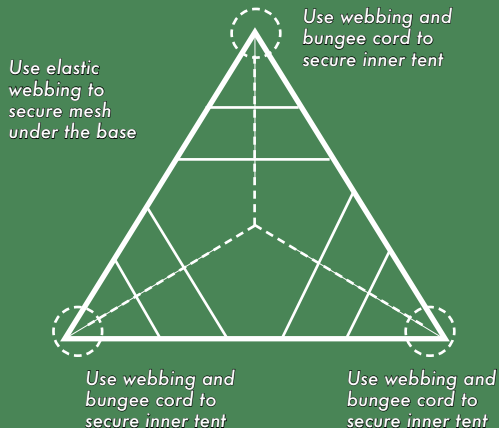 Use webbing and
bungee cord to
secure inner tent
Use elastic
webbing to
secure mesh
under the base
Use webbing and
bungee cord to
secure inner tent
Use webbing and
bungee cord to
secure inner tent